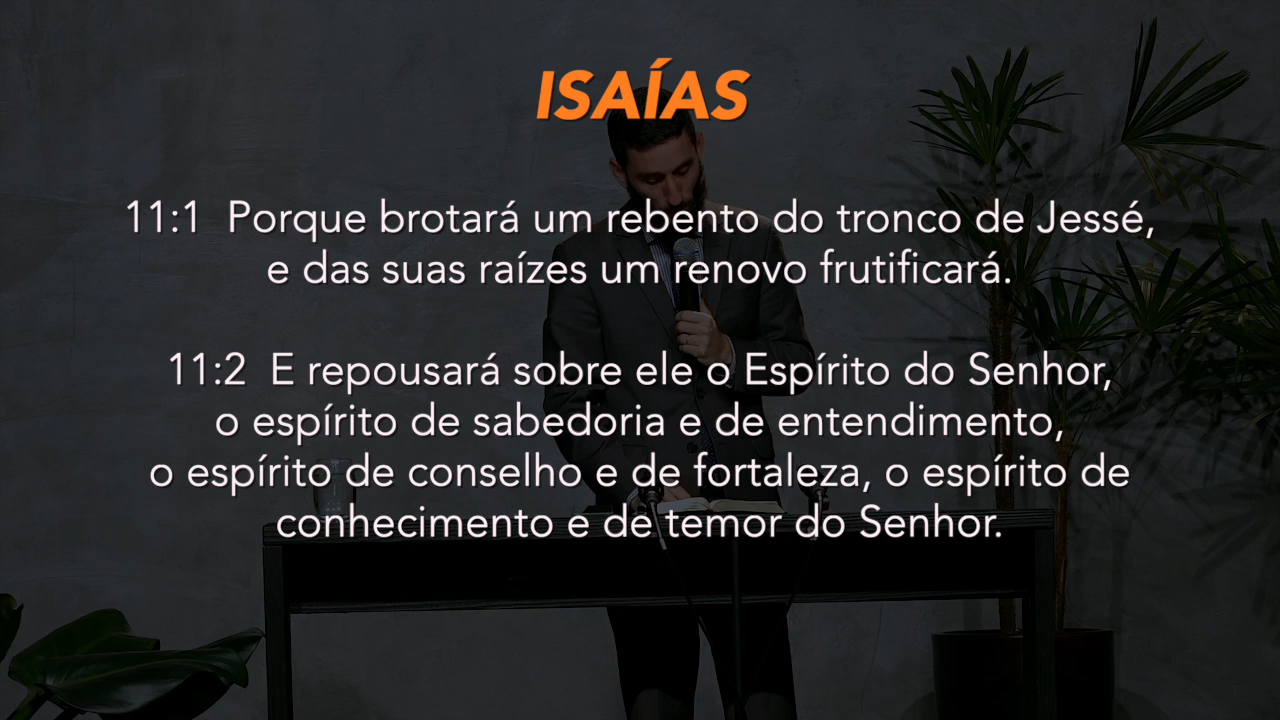 ISAÍAS
11:1 Porque brotará um rebento do tronco de Jessé,
e das suas raízes um renovo frutificará.
11:2 E repousará sobre ele o Espírito do Senhor,
o espírito de sabedoria e de entendimento,
o espírito de conselho e de fortaleza, o espírito de
conhecimento e de temor do Senhor.